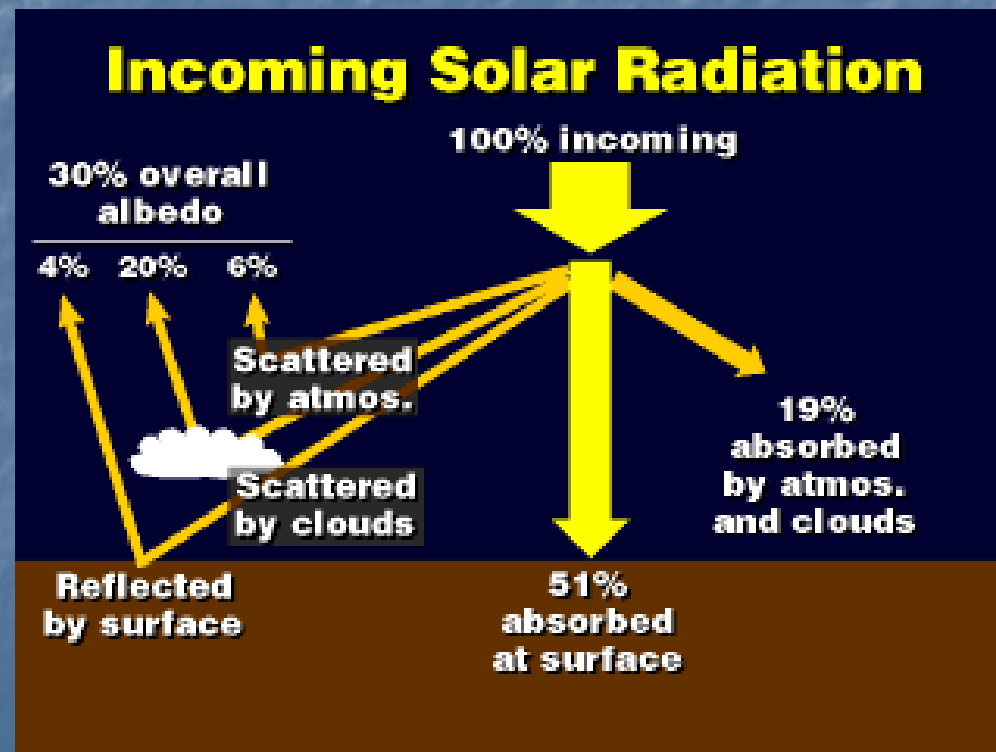 Incoming Solar Radiation
100% incoming
30% overall
albedo
4% 20% 6%
Scattered
by atmos.
19%
absorbed
by atmos.
and clouds
Scattered
by clouds
Reflected
by surface
51%
absorbed
at surface